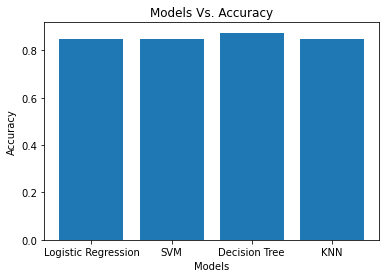 Models Vs. Accuracy
Accuracy
0.8
0.6
0.4
0.2
0.0
Logistic Regression SVM Decision Tree KNN
Models